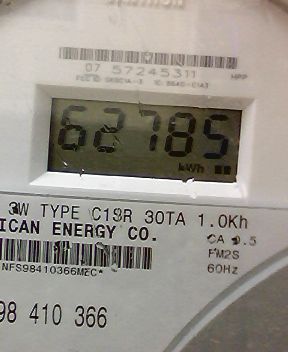 07 57245311
HPP
62785
kWh
3W TYPE C1SR 30TA 1.0Kh
ICAN ENERGY CO.
CA 0.5
FM2S
60Hz
NFS98410366MEC*
98 410 366